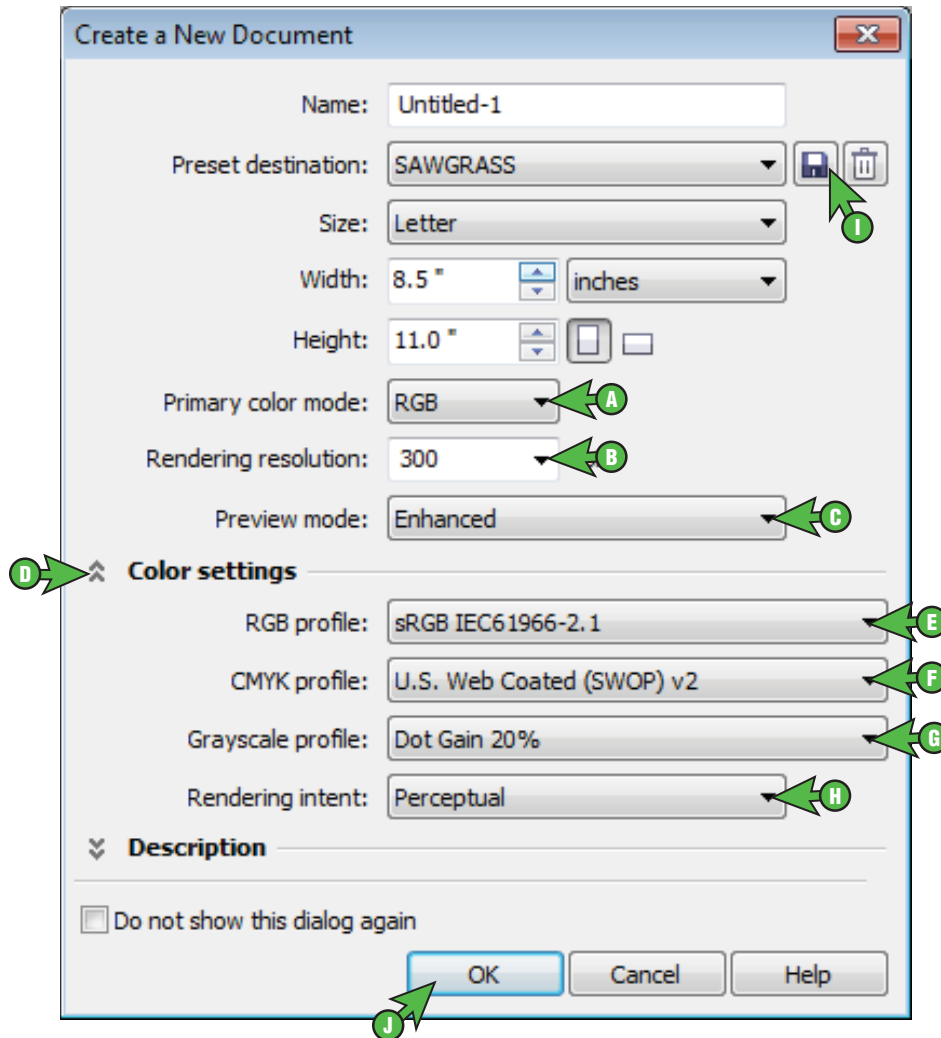 Create a New Document
Name: Untitled-1
Preset destination: SAWGRASS
I
Size: Letter
Width: 8.5 " inches
Height: 11.0 "
Primary color mode: RGB A
Rendering resolution: 300 B
Preview mode: Enhanced C
D Color settings
RGB profile: sRGB IEC61966-2.1 E
CMYK profile: U.S. Web Coated (SWOP) v2 F
Grayscale profile: Dot Gain 20% G
Rendering intent: Perceptual H
Description
Do not show this dialog again
OK Cancel Help
J